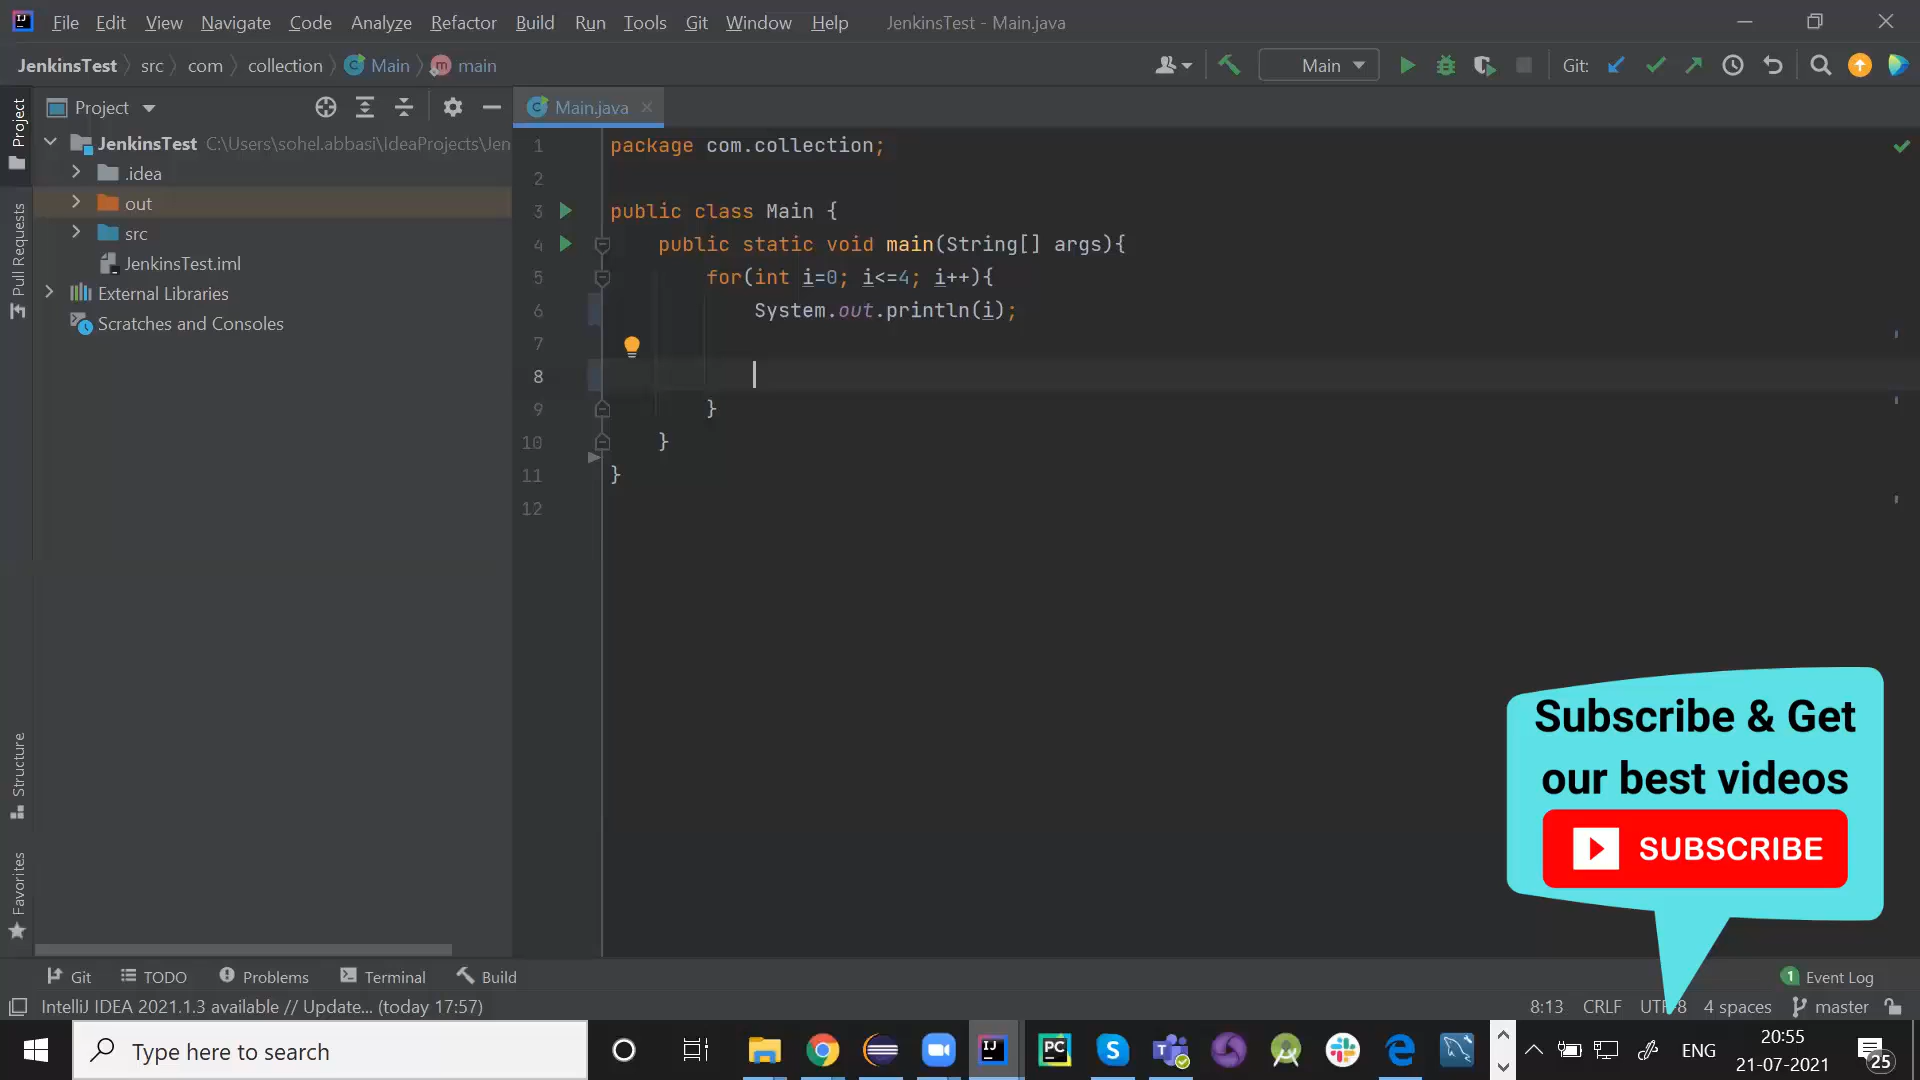 File Edit View Navigate Code Analyze Refactor Build Run Tools Git Window Help JenkinsTest - Main.java
JenkinsTest src com collection Main main Main Git:
Project Main.java
Project
Pull Requests
Structure
Favorites
JenkinsTest C:\Users\sohel.abbasi\IdeaProjects\Jen
.idea
out
src
JenkinsTest.iml
External Libraries
Scratches and Consoles
1 package com.collection;
2
3 public class Main {
4 public static void main(String[] args){
5 for(int i=0; i<=4; i++){
6 System.out.println(i);
7
8
9 }
10 }
11 }
12
Subscribe & Get
our best videos
SUBSCRIBE
Git TODO Problems Terminal Build 1 Event Log
IntelliJ IDEA 2021.1.3 available // Update... (today 17:57) 8:13 CRLF UTF-8 4 spaces master
Type here to search
IJ PC S T
ENG
20:55
21-07-2021
25